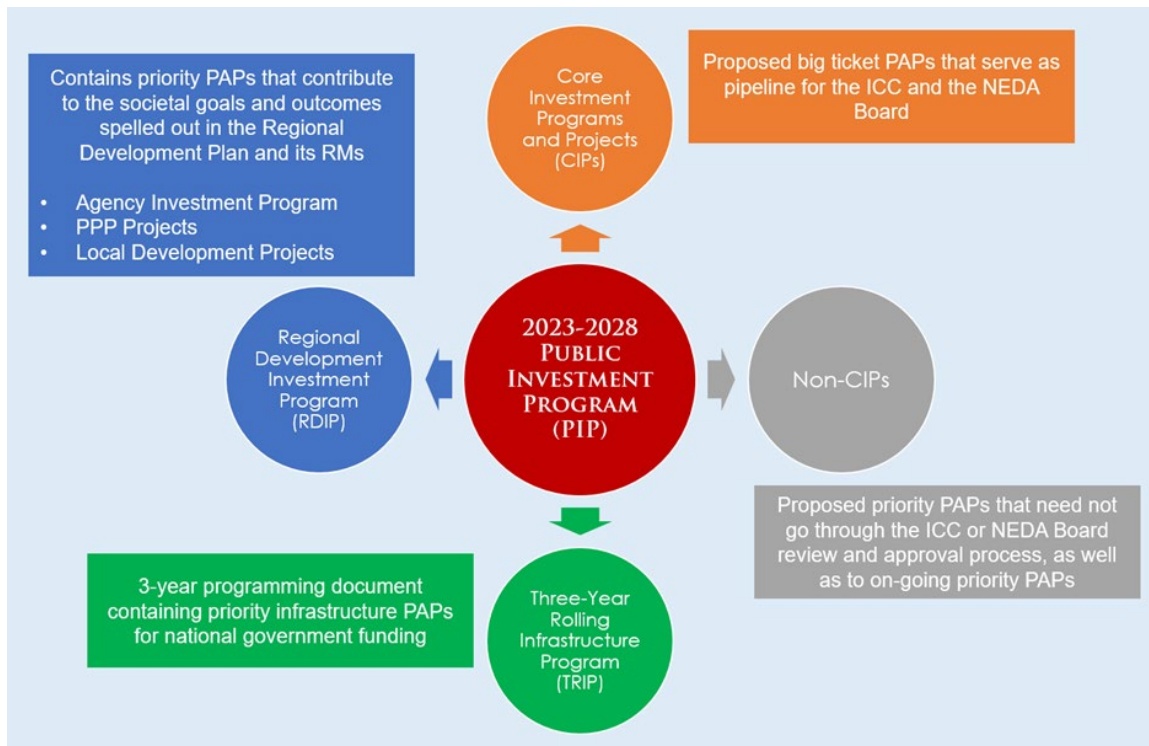 Contains priority PAPs that contribute
to the societal goals and outcomes
spelled out in the Regional
Development Plan and its RMs
• Agency Investment Program
• PPP Projects
• Local Development Projects
Core
Investment
Programs
and Projects
(CIPs)
Proposed big ticket PAPs that serve as
pipeline for the ICC and the NEDA
Board
Regional
Development
Investment
Program
(RDIP)
2023-2028
PUBLIC
INVESTMENT
PROGRAM
(PIP)
Non-CIPs
Proposed priority PAPs that need not
go through the ICC or NEDA Board
review and approval process, as well
as to on-going priority PAPs
3-year programming document
containing priority infrastructure PAPs
for national government funding
Three-Year
Rolling
Infrastructure
Program
(TRIP)